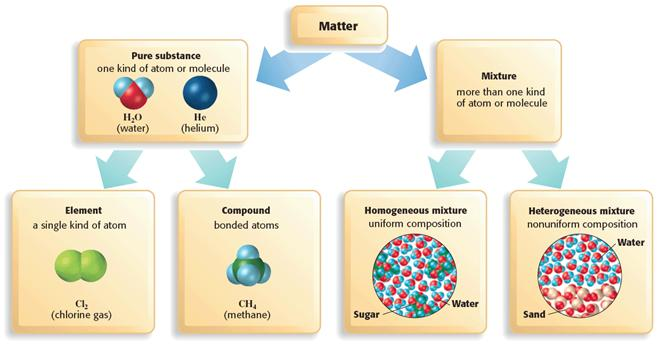 Matter
Pure substance
one kind of atom or molecule
H₂O
(water)
He
(helium)
Mixture
more than one kind
of atom or molecule
Element
a single kind of atom
Cl₂
(chlorine gas)
Compound
bonded atoms
CH₄
(methane)
Homogeneous mixture
uniform composition
Sugar
Water
Heterogeneous mixture
nonuniform composition
Water
Sand